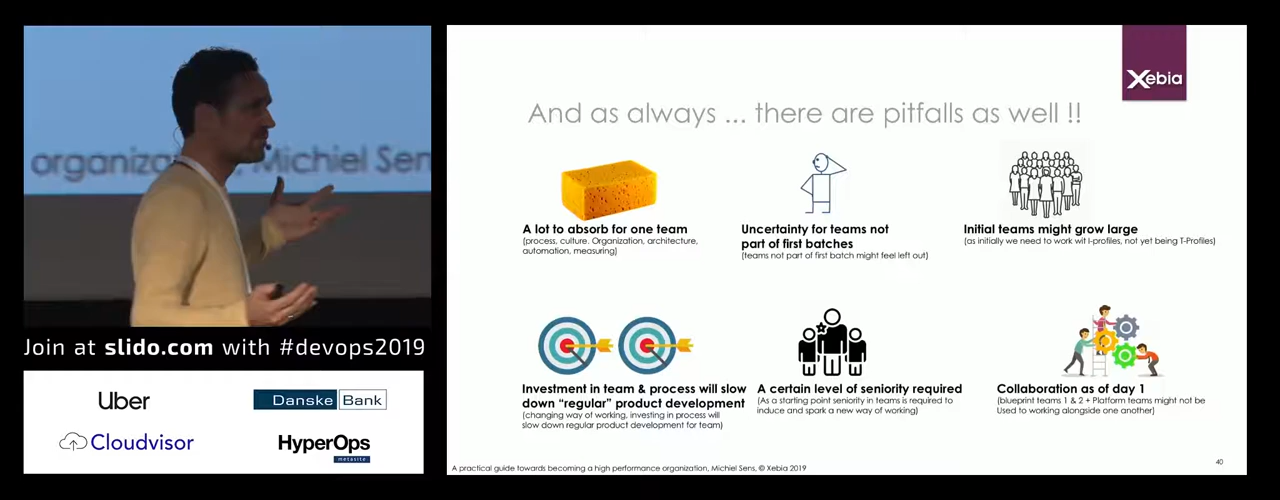 organiza Michiel Sen
Join at slido.com with #devops2019
Uber
Danske Bank
Cloudvisor
HyperOps
metasite
Xebia
And as always ... there are pitfalls as well !!
A lot to absorb for one team
(process, culture. Organization, architecture,
automation, measuring)
Uncertainty for teams not
part of first batches
(teams not part of first batch might feel left out)
Initial teams might grow large
(as initially we need to work wit I-profiles, not yet being T-Profiles)
Investment in team & process will slow
down “regular” product development
(changing way of working, investing in process will
slow down regular product development for team)
A certain level of seniority required
(As a starting point seniority in teams is required to
induce and spark a new way of working)
Collaboration as of day 1
(blueprint teams 1 & 2 + Platform teams might not be
Used to working alongside one another)
A practical guide towards becoming a high performance organization, Michiel Sens, © Xebia 2019
40